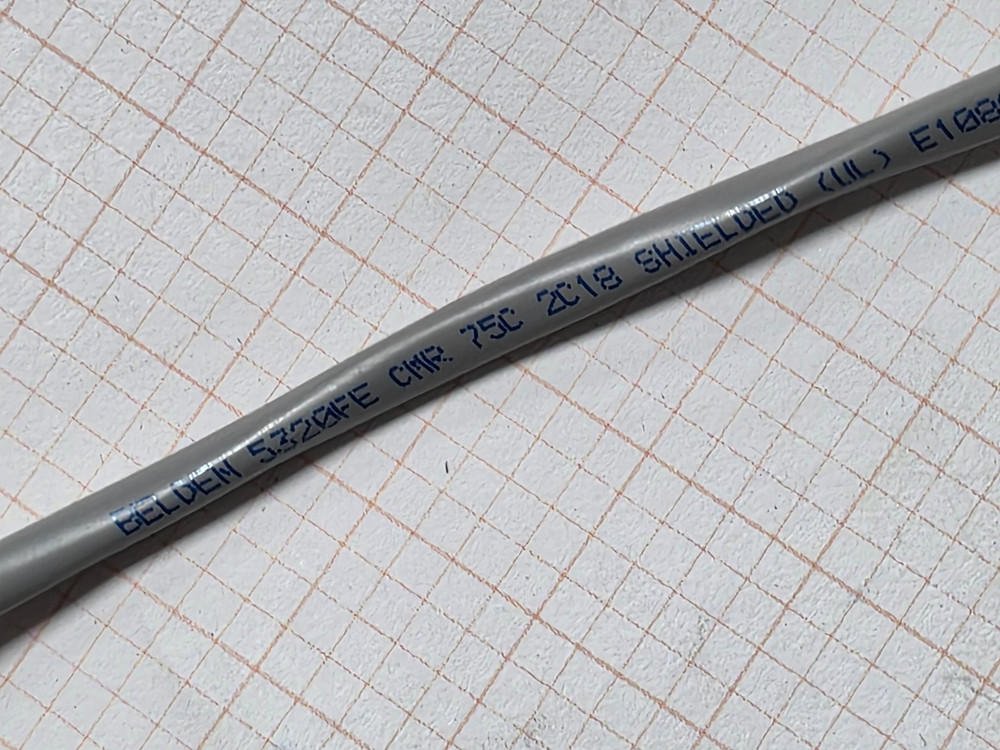 BELDEN 5320FE CMR 75C 2C18 SHIELDED (UL) E108